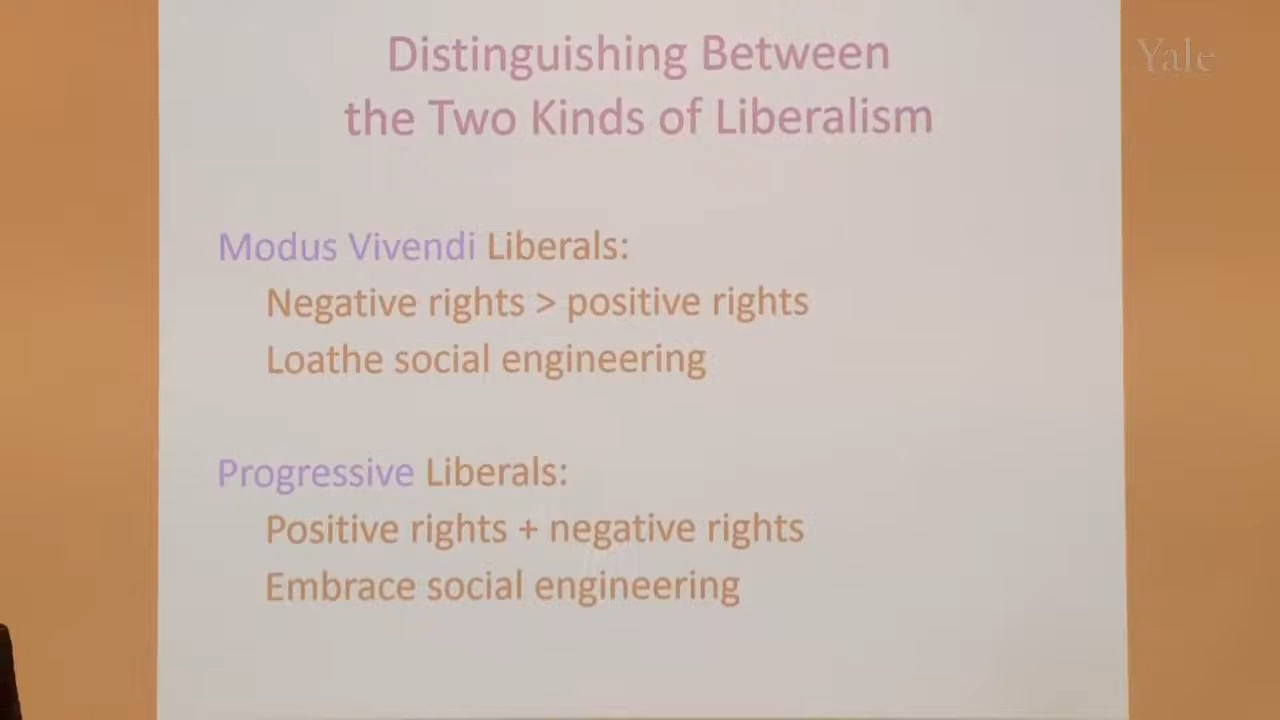 Distinguishing Between
the Two Kinds of Liberalism
Yale
Modus Vivendi Liberals:
Negative rights > positive rights
Loathe social engineering
Progressive Liberals:
Positive rights + negative rights
Embrace social engineering